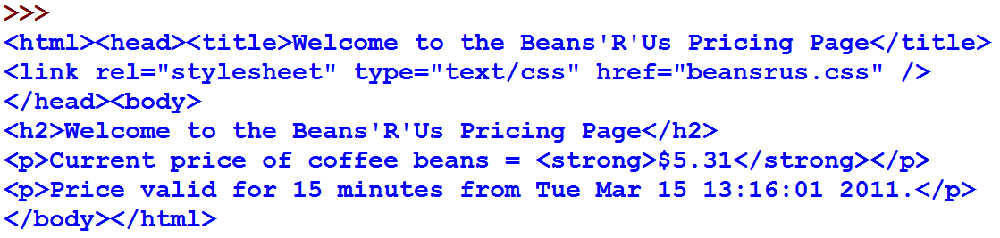 >>>
<html><head><title>Welcome to the Beans'R'Us Pricing Page</title>
<link rel="stylesheet" type="text/css" href="beansrus.css" />
</head><body>
<h2>Welcome to the Beans'R'Us Pricing Page</h2>
<p>Current price of coffee beans = <strong>$5.31</strong></p>
<p>Price valid for 15 minutes from Tue Mar 15 13:16:01 2011.</p>
</body></html>